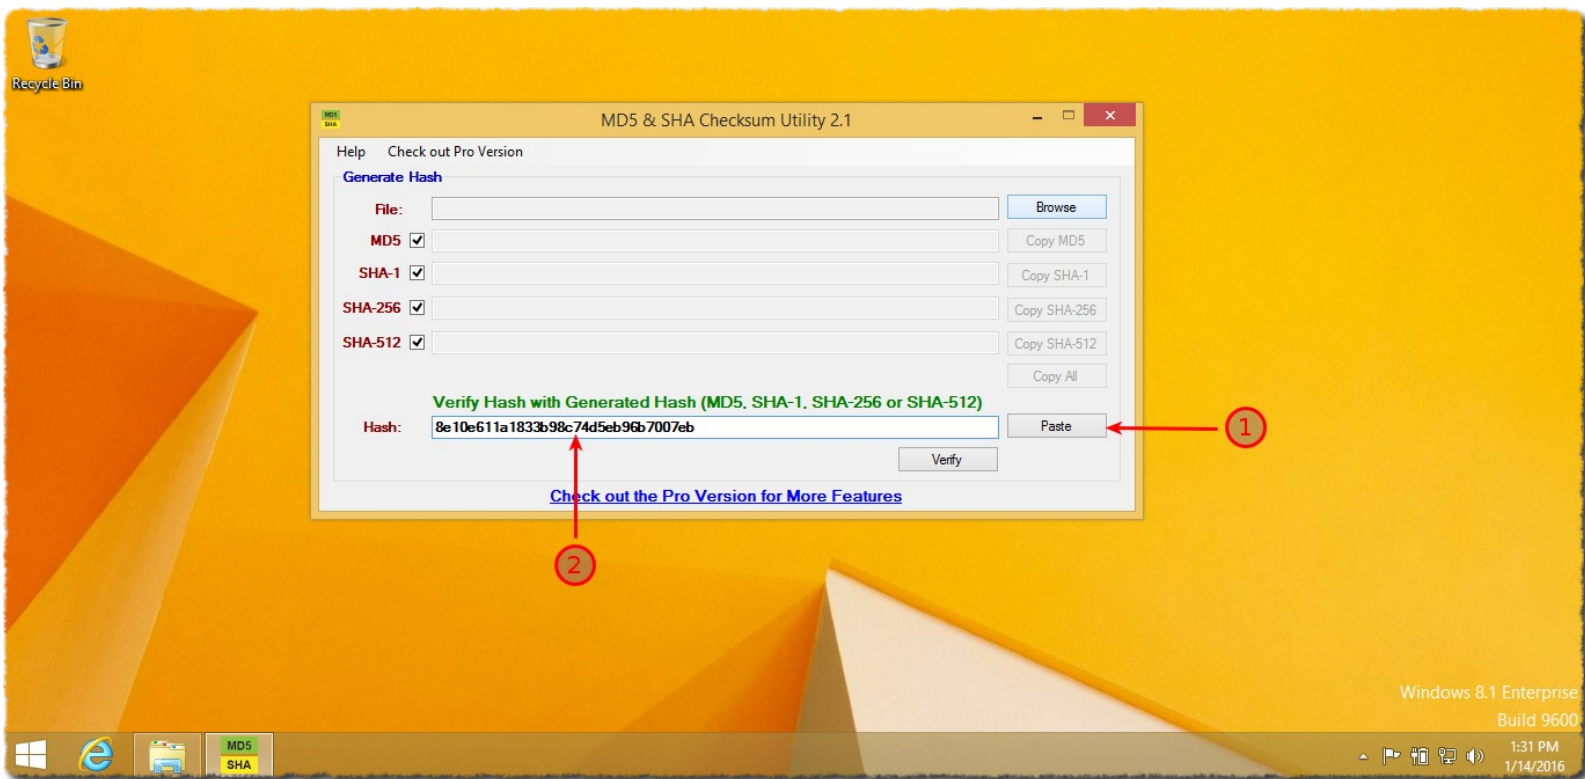 Recycle Bin
MD5
SHA
MD5 & SHA Checksum Utility 2.1
Help Check out Pro Version
Generate Hash
File: Browse
MD5 Copy MD5
SHA-1 Copy SHA-1
SHA-256 Copy SHA-256
SHA-512 Copy SHA-512
Copy All
Verify Hash with Generated Hash (MD5, SHA-1, SHA-256 or SHA-512)
Hash: 8e10e611a1833b98c74d5eb96b7007eb Paste 1
Verify
Check out the Pro Version for More Features
2
Windows 8.1 Enterprise
Build 9600
MD5
SHA
1:31 PM
1/14/2016